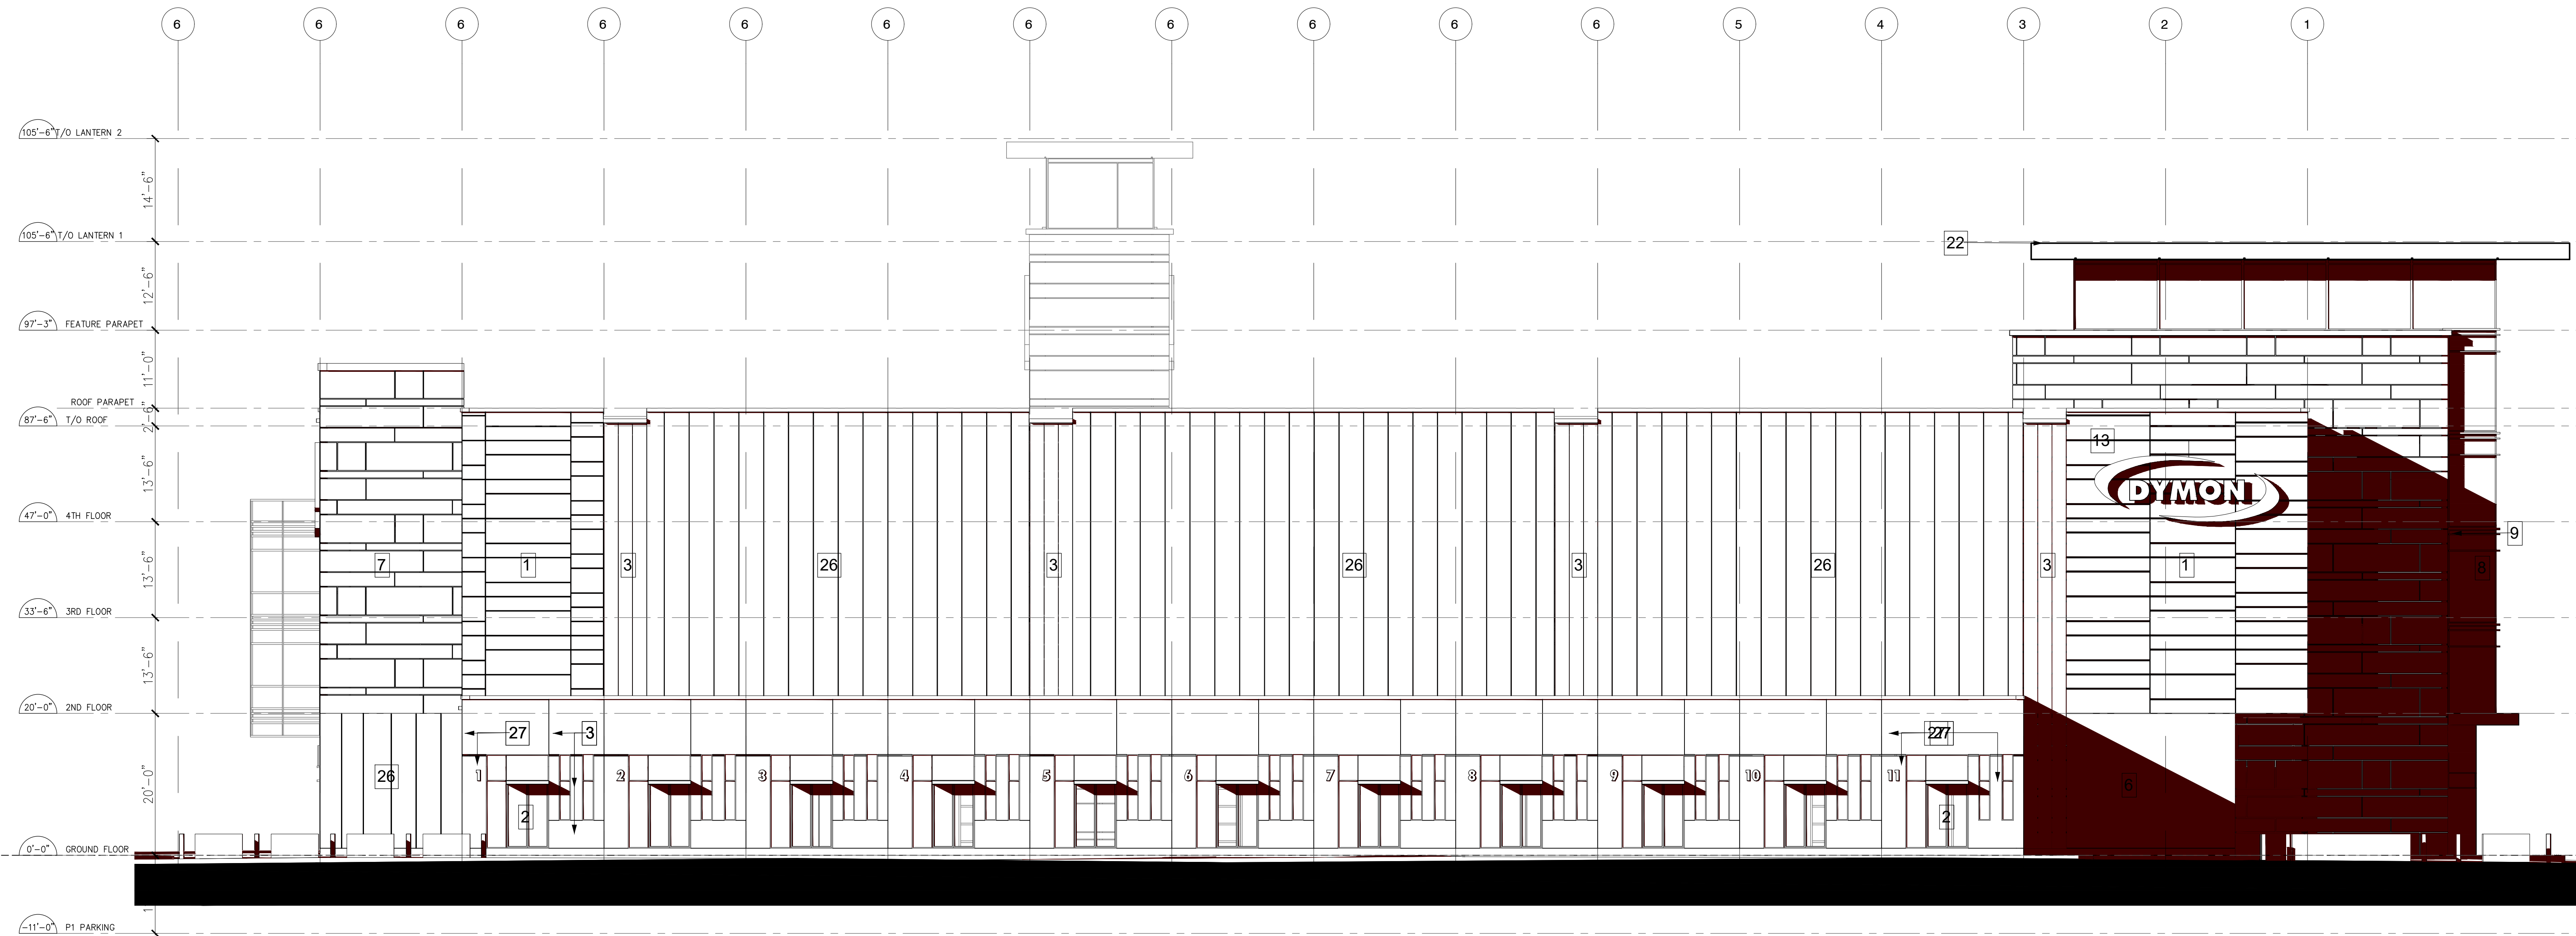 6 6 6 6 6 6 6 6 6 6 6 5 4 3 2 1
105'-6" T/O LANTERN 2
14'-6"
105'-6" T/O LANTERN 1
22
12'-6"
97'-3" FEATURE PARAPET
11'-0"
ROOF PARAPET
2'-6"
87'-6" T/O ROOF
13
13'-6"
DYMON
47'-0" 4TH FLOOR
9
7 1 3 26 3 26 3 26 3 1 8
13'-6"
33'-6" 3RD FLOOR
13'-6"
20'-0" 2ND FLOOR
27 3 27 27
26 1 2 3 4 5 6 7 8 9 10 11 6
20'-0"
2 2
0'-0" GROUND FLOOR
-11'-0" P1 PARKING